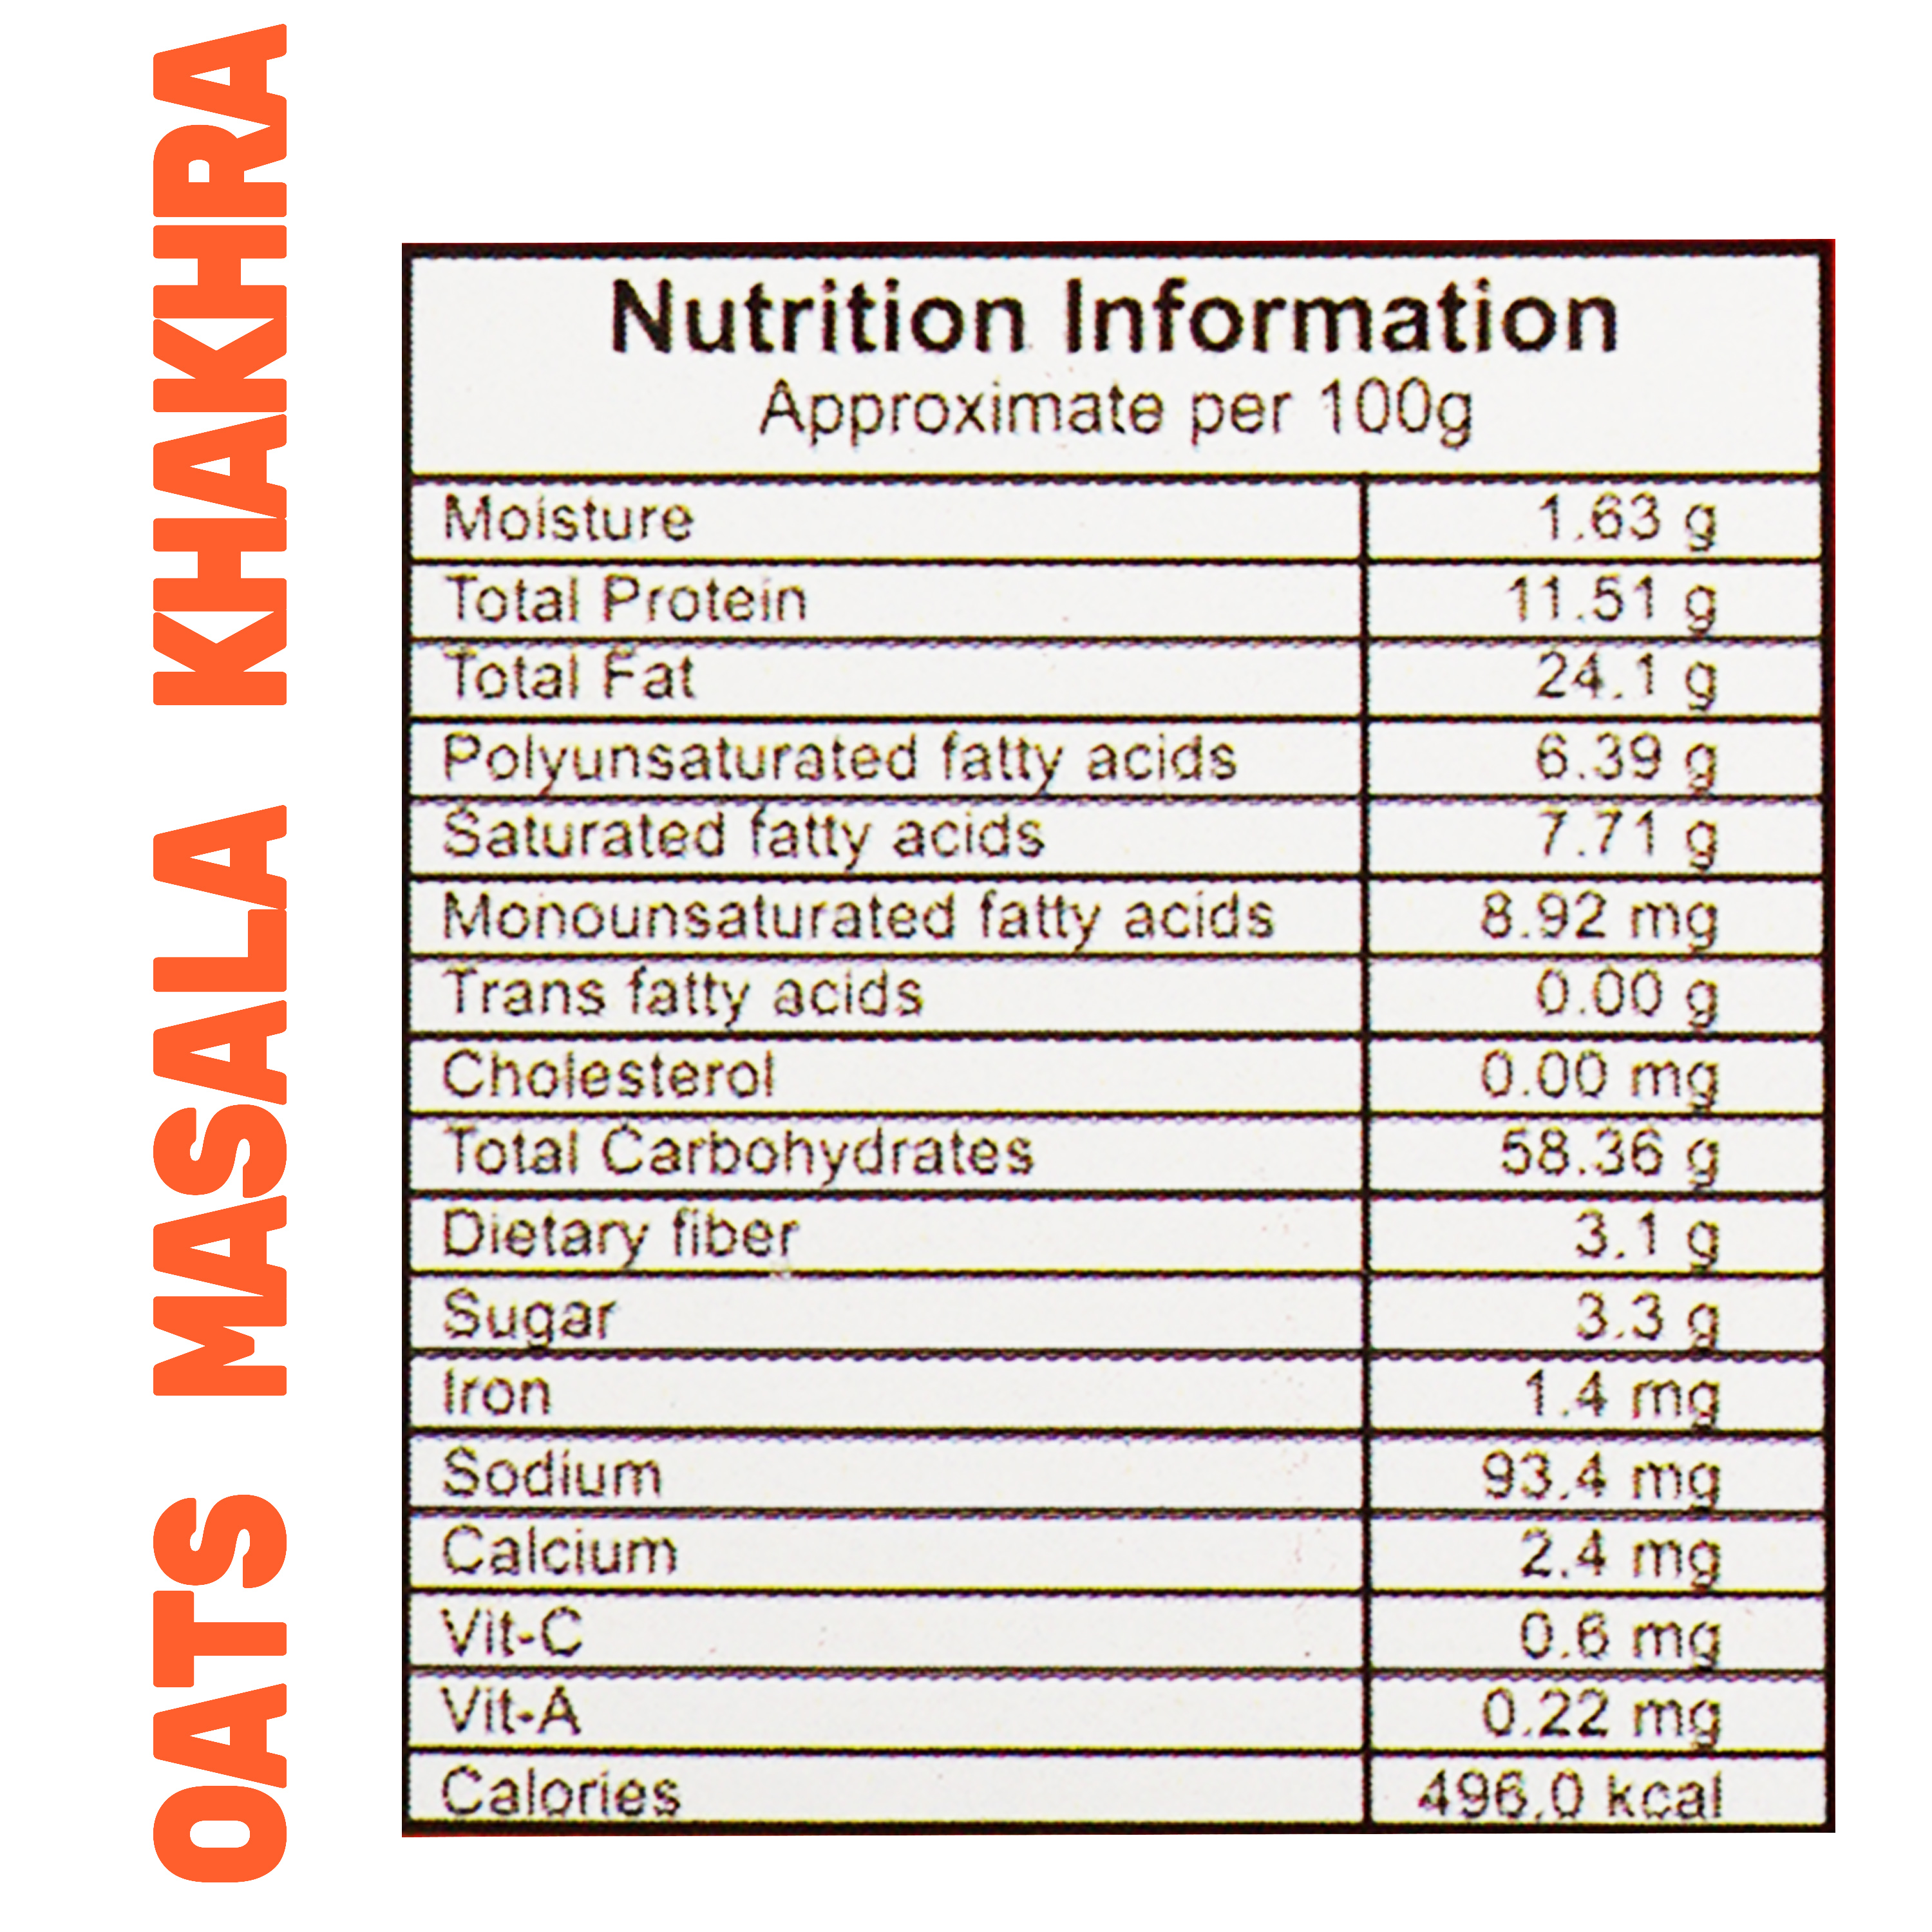 OATS MASALA KHAKHRA
Nutrition Information
Approximate per 100g
Moisture 1.63 g
Total Protein 11.51 g
Total Fat 24.1 g
Polyunsaturated fatty acids 6.39 g
Saturated fatty acids 7.71 g
Monounsaturated fatty acids 8.92 mg
Trans fatty acids 0.00 g
Cholesterol 0.00 mg
Total Carbohydrates 58.36 g
Dietary fiber 3.1 g
Sugar 3.3 g
Iron 1.4 mg
Sodium 93.4 mg
Calcium 2.4 mg
Vit-C 0.6 mg
Vit-A 0.22 mg
Calories 496.0 kcal